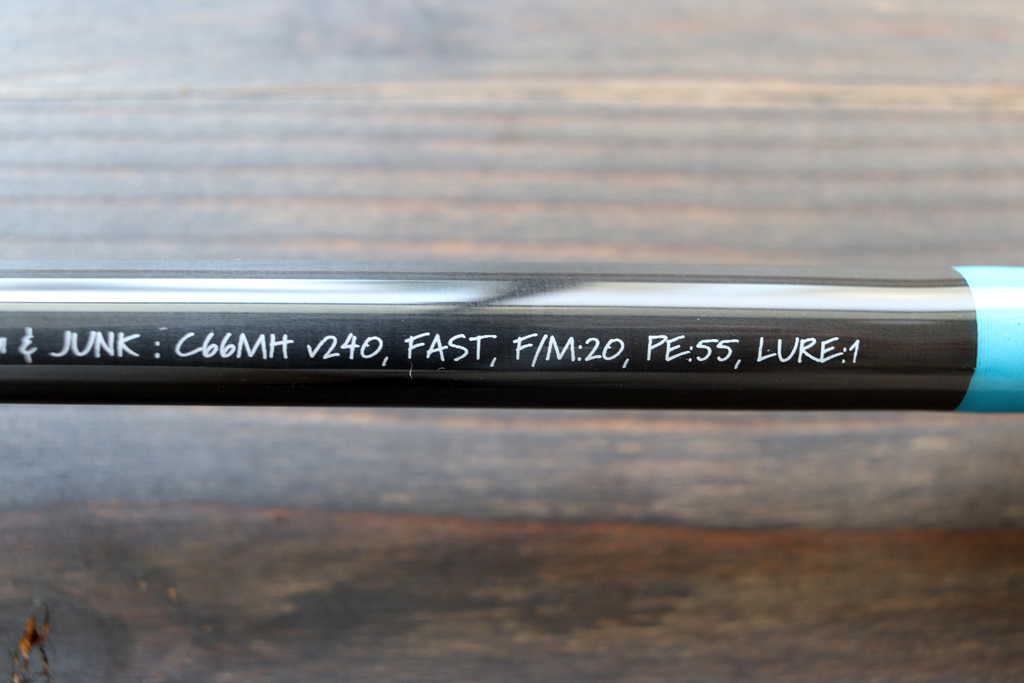 & JUNK : C66MH v240, FAST, F/M:20, PE:55, LURE:1